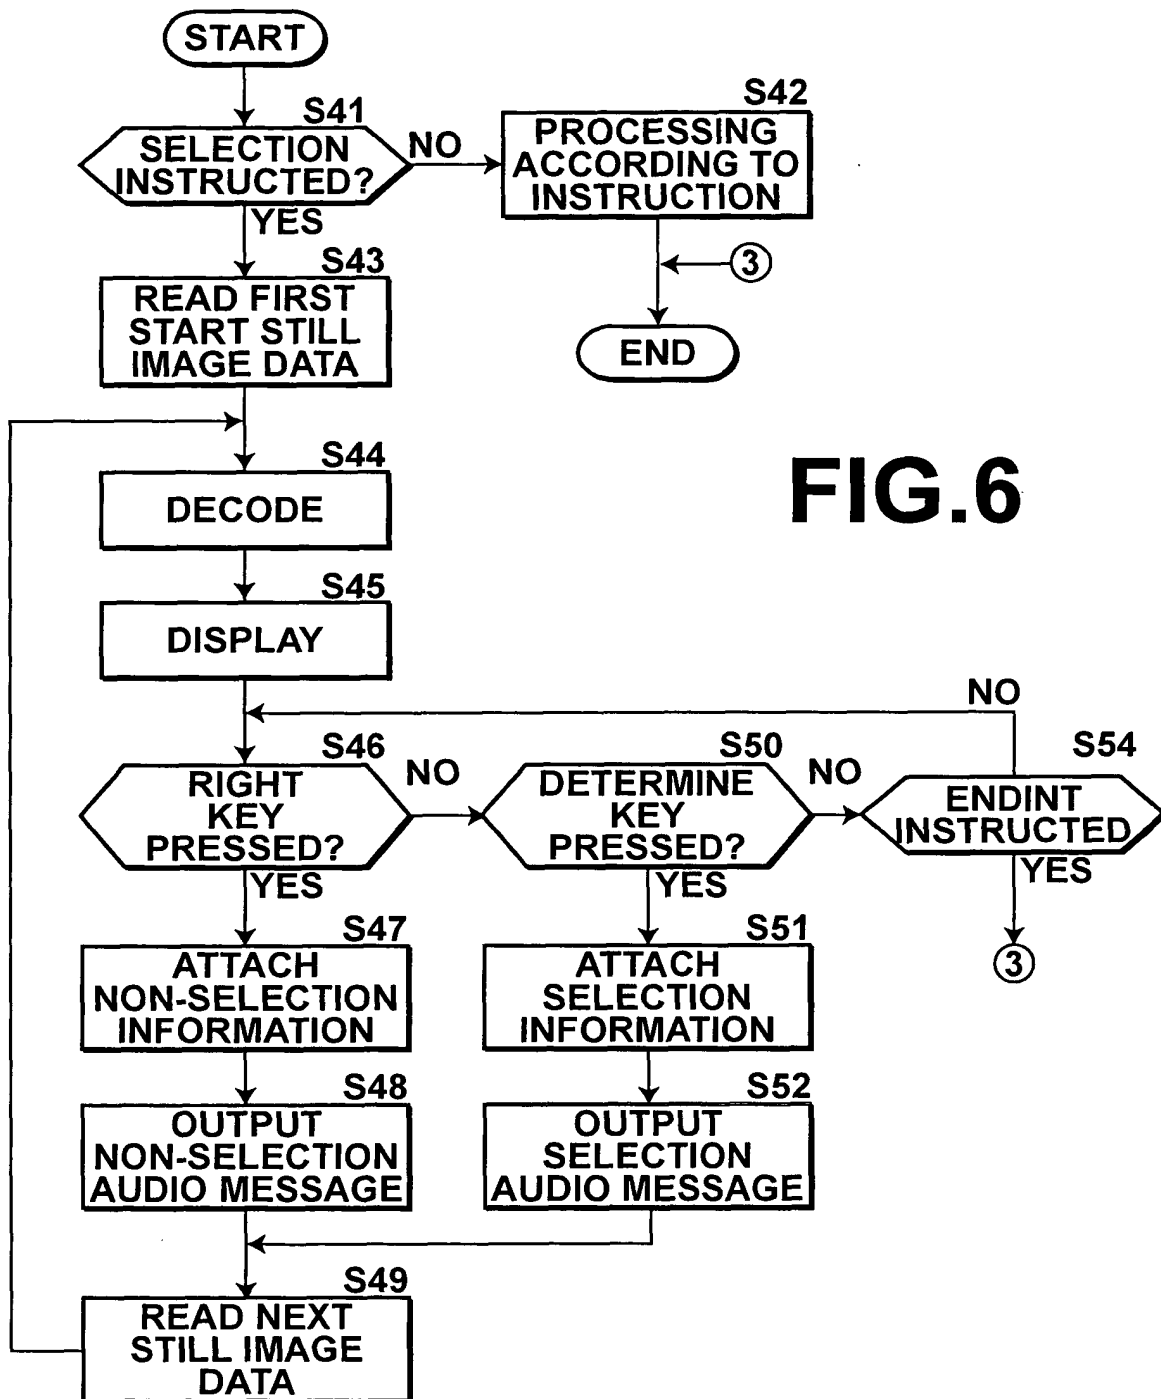 START
S41
SELECTION
INSTRUCTED?
NO
YES
S42
PROCESSING
ACCORDING TO
INSTRUCTION
3
END
S43
READ FIRST
START STILL
IMAGE DATA
S44
DECODE
FIG.6
S45
DISPLAY
NO
S46
RIGHT
KEY
PRESSED?
NO
YES
S50
DETERMINE
KEY
PRESSED?
NO
YES
S54
ENDINT
INSTRUCTED
YES
3
S47
ATTACH
NON-SELECTION
INFORMATION
S51
ATTACH
SELECTION
INFORMATION
S48
OUTPUT
NON-SELECTION
AUDIO MESSAGE
S52
OUTPUT
SELECTION
AUDIO MESSAGE
S49
READ NEXT
STILL IMAGE
DATA